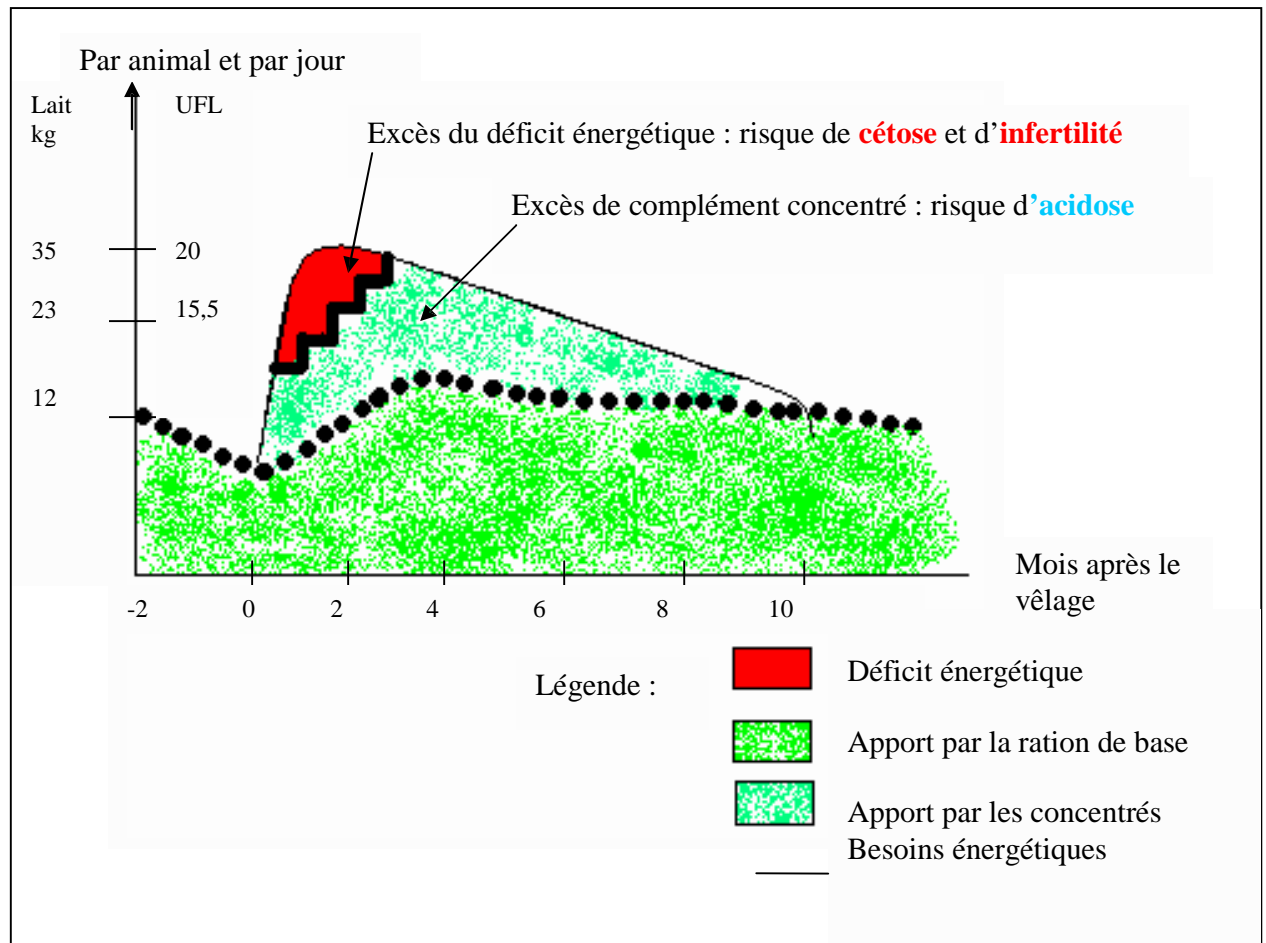 Par animal et par jour
Lait
kg
UFL
Excès du déficit énergétique : risque de cétose et d'infertilité
Excès de complément concentré : risque d'acidose
35
20
23
15,5
12
-2 0 2 4 6 8 10
Mois après le
vêlage
Légende :
Déficit énergétique
Apport par la ration de base
Apport par les concentrés
Besoins énergétiques